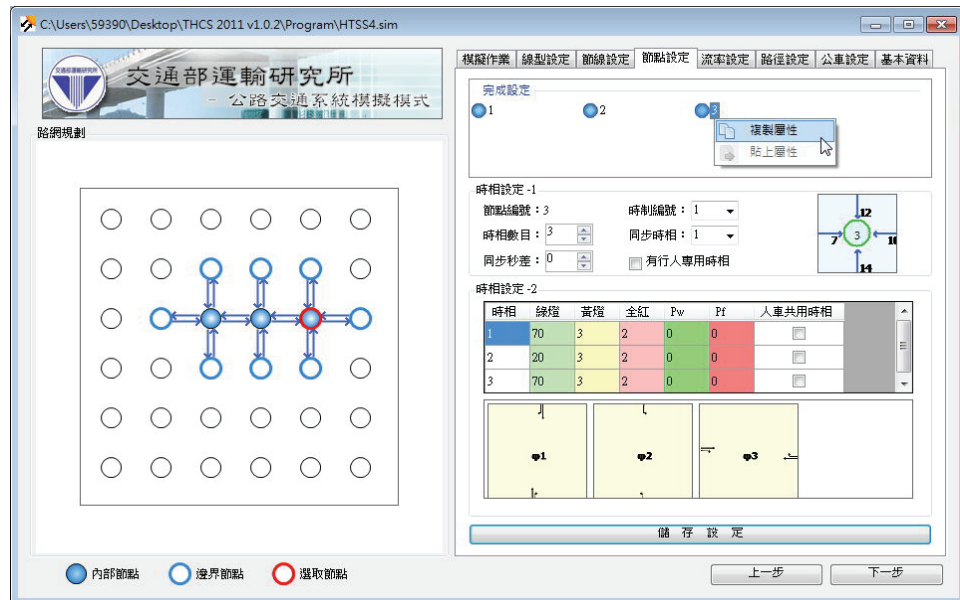 C:\Users\59390\Desktop\THCS 2011 v1.0.2\Program\HTSS4.sim
交通部運輸研究所
- 公路交通系統模擬模式
路網規劃
內部節點 邊界節點 選取節點
模擬作業 線型設定 節線設定 節點設定 流率設定 路徑設定 公車設定 基本資料
完成設定
1 2 3
複製屬性
貼上屬性
時相設定 -1
節點編號：3 時制編號： 1
時相數目： 3 同步時相： 1
同步秒差： 0 有行人專用時相
12
7 3
14
時相設定 -2
時相 綠燈 黃燈 全紅 Pw Pf 人車共用時相
1 70 3 2 0 0
2 20 3 2 0 0
3 70 3 2 0 0
φ1 φ2 φ3
儲 存 設 定
上一步 下一步